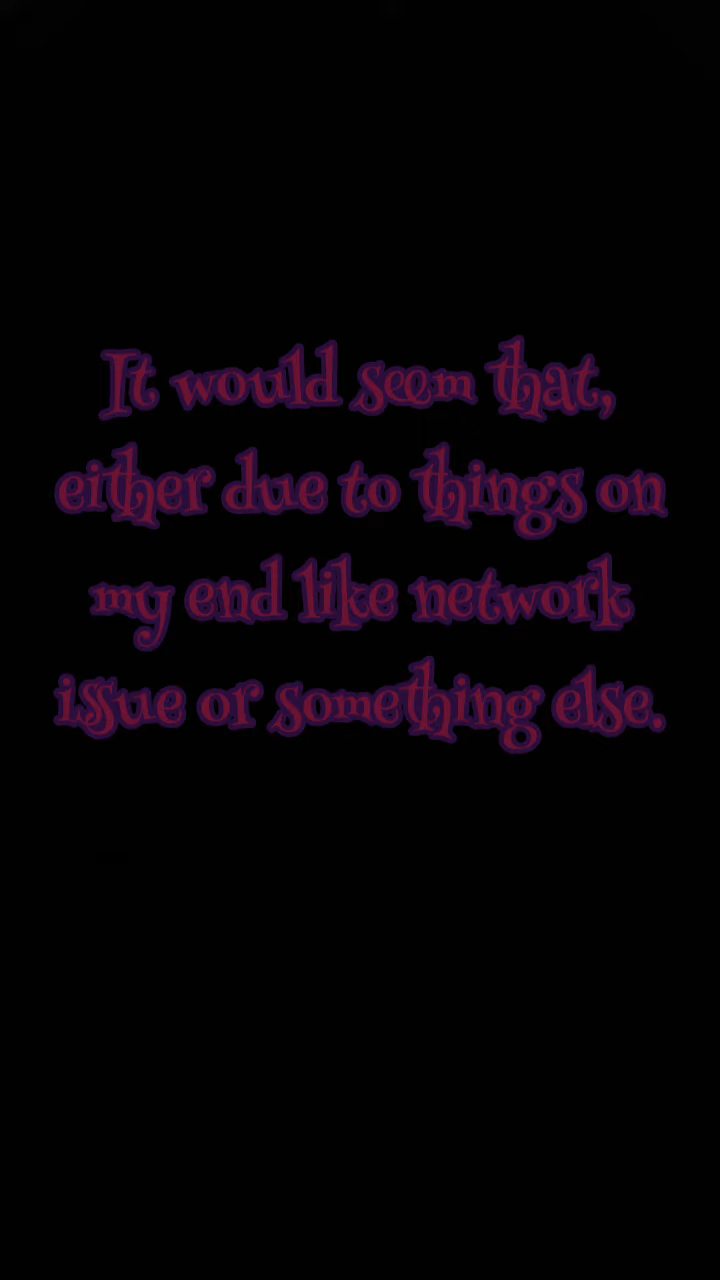 It would seem that,
either due to things on
my end like network
issue or something else.